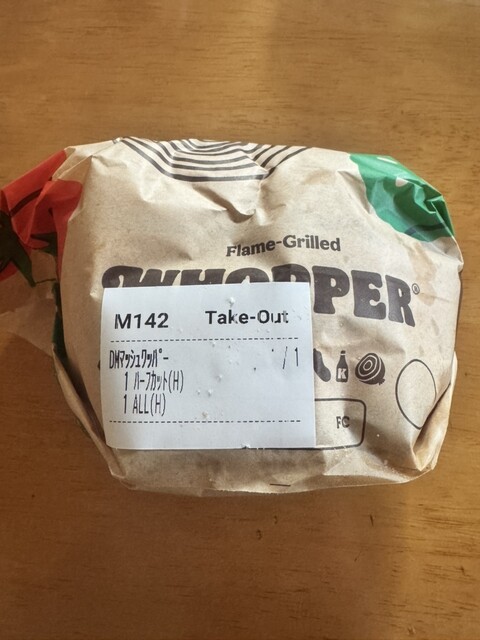 Flame-Grilled
WHOPPER®
M142 Take-Out
DMマッシュワッパー / 1
1 ハーフカット(H)
1 ALL(H)
K
FC